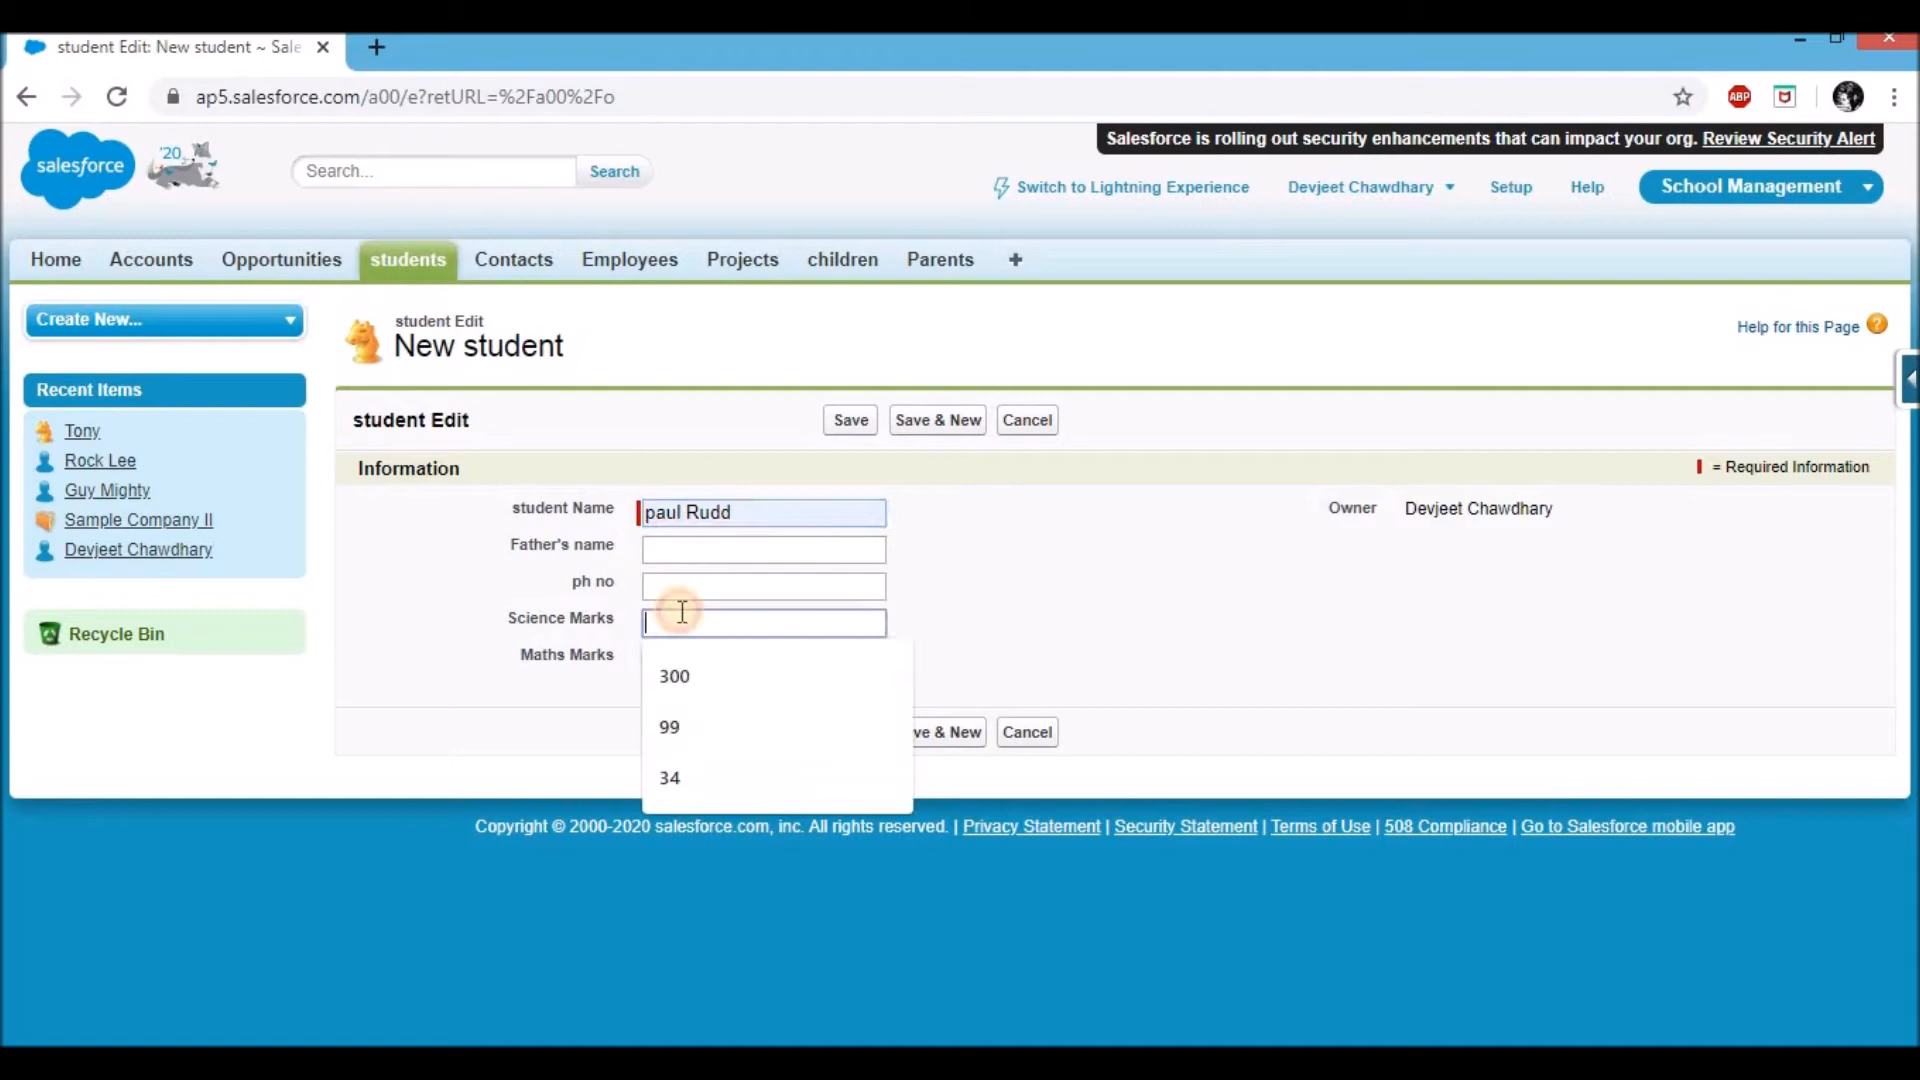 student Edit: New student ~ Sale
ap5.salesforce.com/a00/e?retURL=%2Fa00%2Fo
ABP
Salesforce is rolling out security enhancements that can impact your org. Review Security Alert
salesforce
'20
Search...
Search
Switch to Lightning Experience
Devjeet Chawdhary
Setup
Help
School Management
Home
Accounts
Opportunities
students
Contacts
Employees
Projects
children
Parents
+
Create New...
student Edit
New student
Help for this Page ?
Recent Items
Tony
Rock Lee
Guy Mighty
Sample Company II
Devjeet Chawdhary
Recycle Bin
student Edit
Save
Save & New
Cancel
Information
= Required Information
student Name
paul Rudd
Owner
Devjeet Chawdhary
Father's name
ph no
Science Marks
Maths Marks
300
99
34
ve & New
Cancel
Copyright © 2000-2020 salesforce.com, inc. All rights reserved. | Privacy Statement | Security Statement | Terms of Use | 508 Compliance | Go to Salesforce mobile app